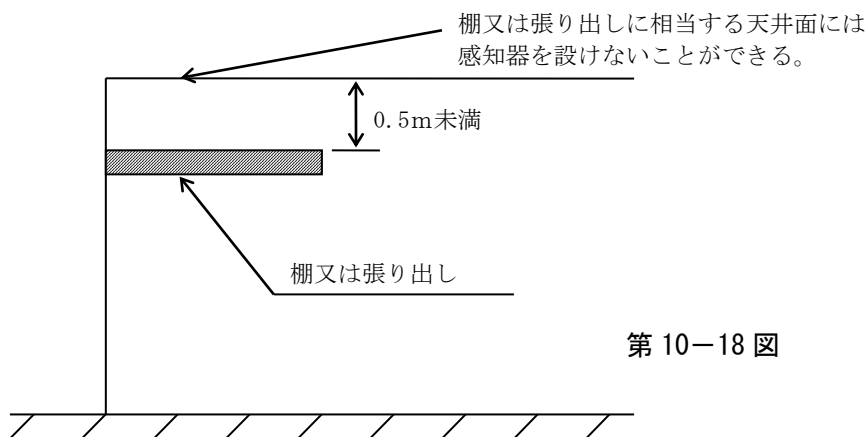 棚又は張り出しに相当する天井面には
感知器を設けないことができる。
0.5m未満
棚又は張り出し
第10-18図